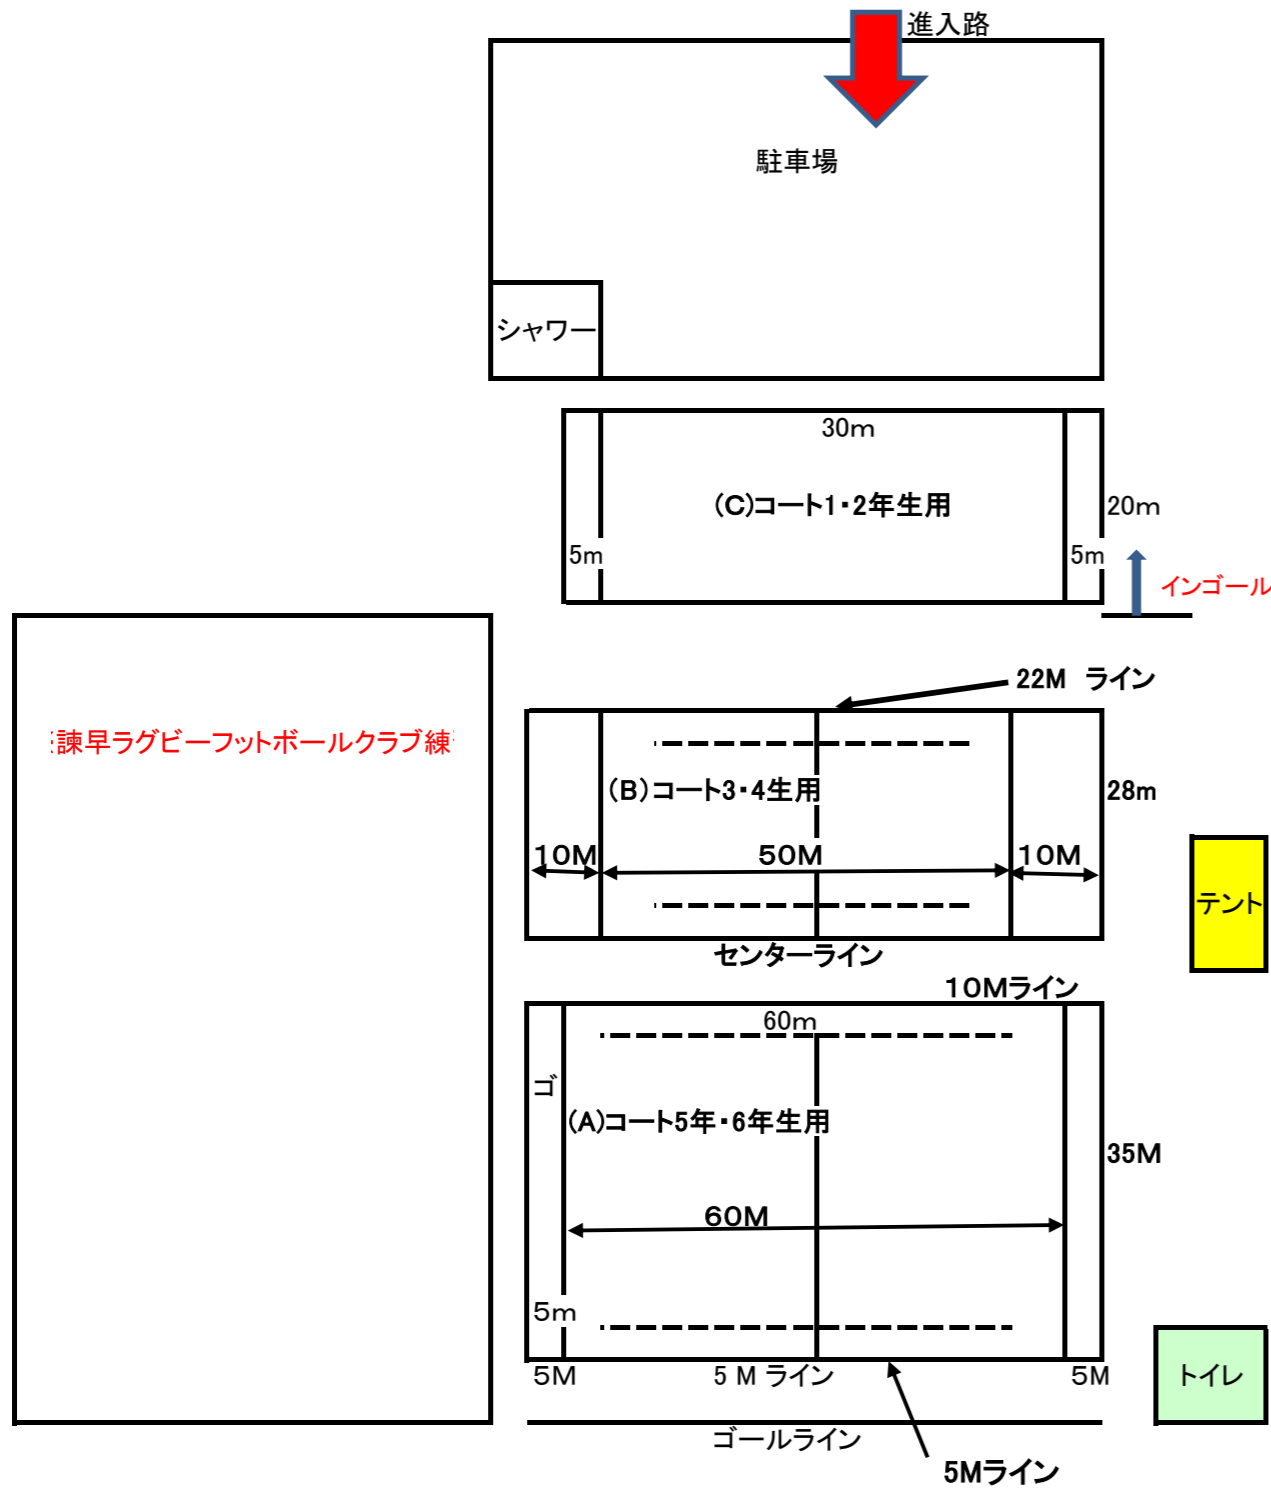 進入路
駐車場
シャワー
30m
(C)コート1・2年生用
20m
5m
5m
インゴール
22M ライン
諫早ラグビーフットボールクラブ練
(B)コート3・4生用
28m
10M
50M
10M
テント
センターライン
10Mライン
60m
ゴ
(A)コート5年・6年生用
35M
60M
5m
5M
5 M ライン
5M
トイレ
ゴールライン
5Mライン